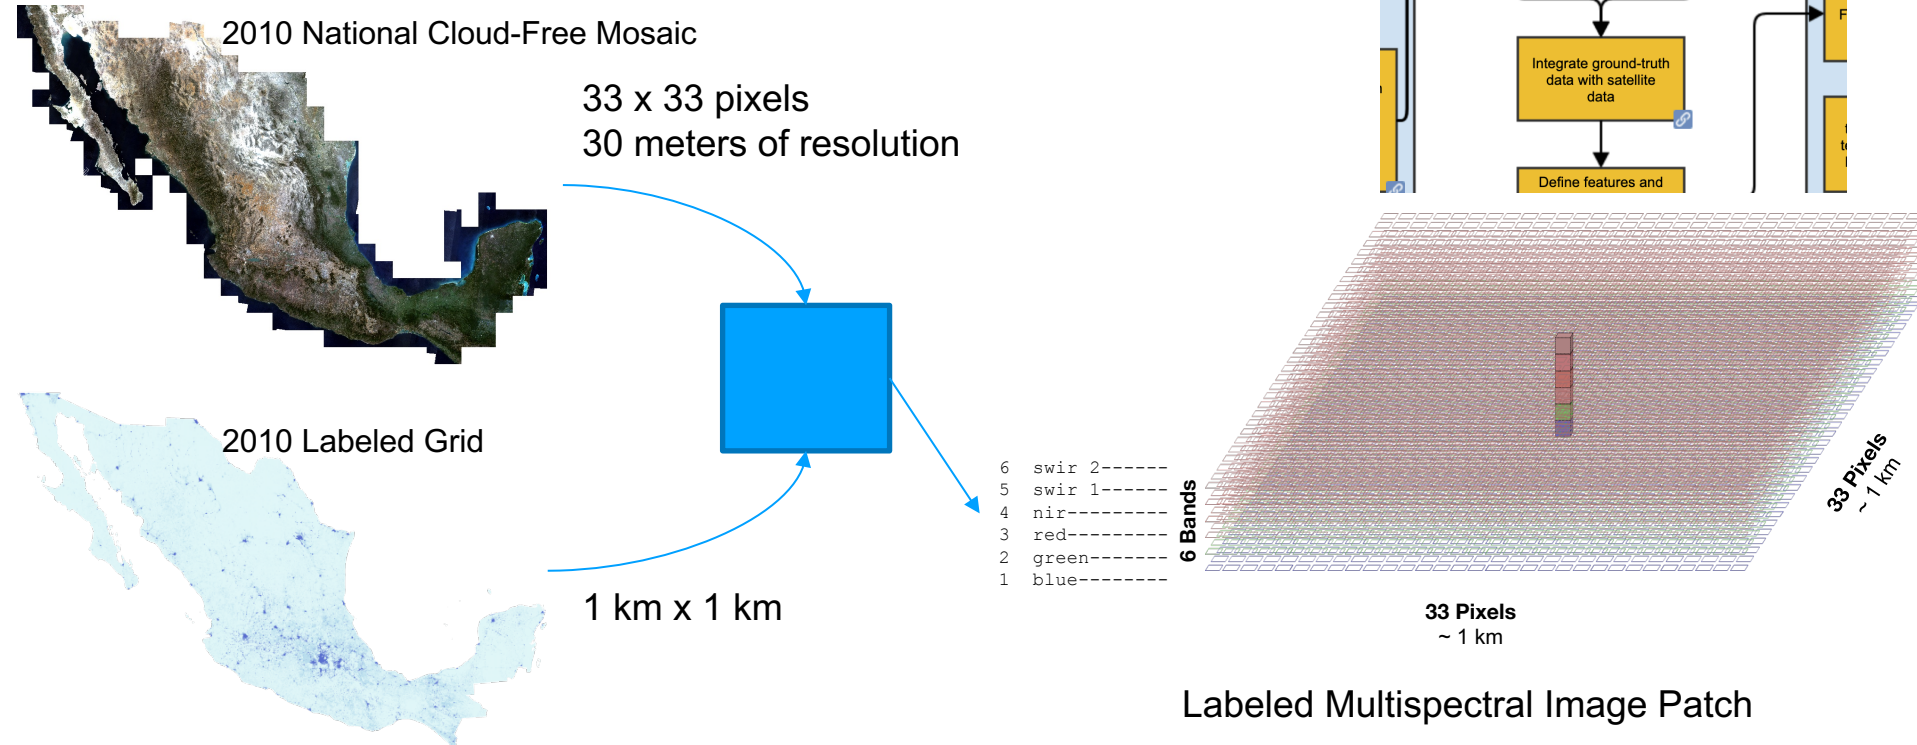 2010 National Cloud-Free Mosaic
33 x 33 pixels
30 meters of resolution
Integrate ground-truth
data with satellite
data
Define features and
F
2010 Labeled Grid
1 km x 1 km
6 swir 2------
5 swir 1------
4 nir---------
3 red---------
2 green-------
1 blue--------
6 Bands
33 Pixels
~ 1 km
33 Pixels
~ 1 km
Labeled Multispectral Image Patch